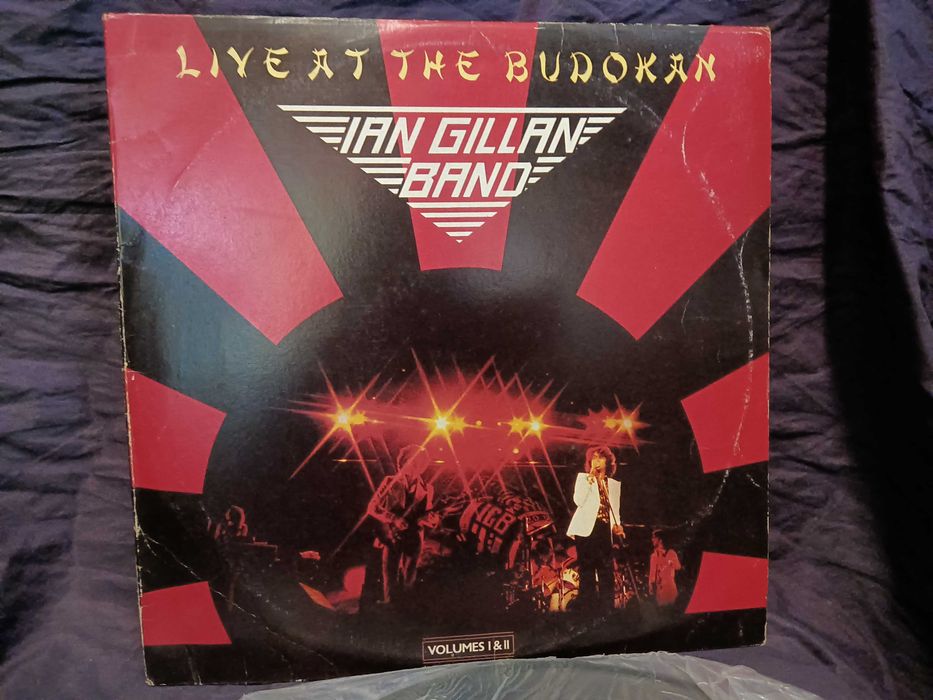 LIVE AT THE BUDOKAN
IAN GILLAN
BAND
VOLUMES I & II